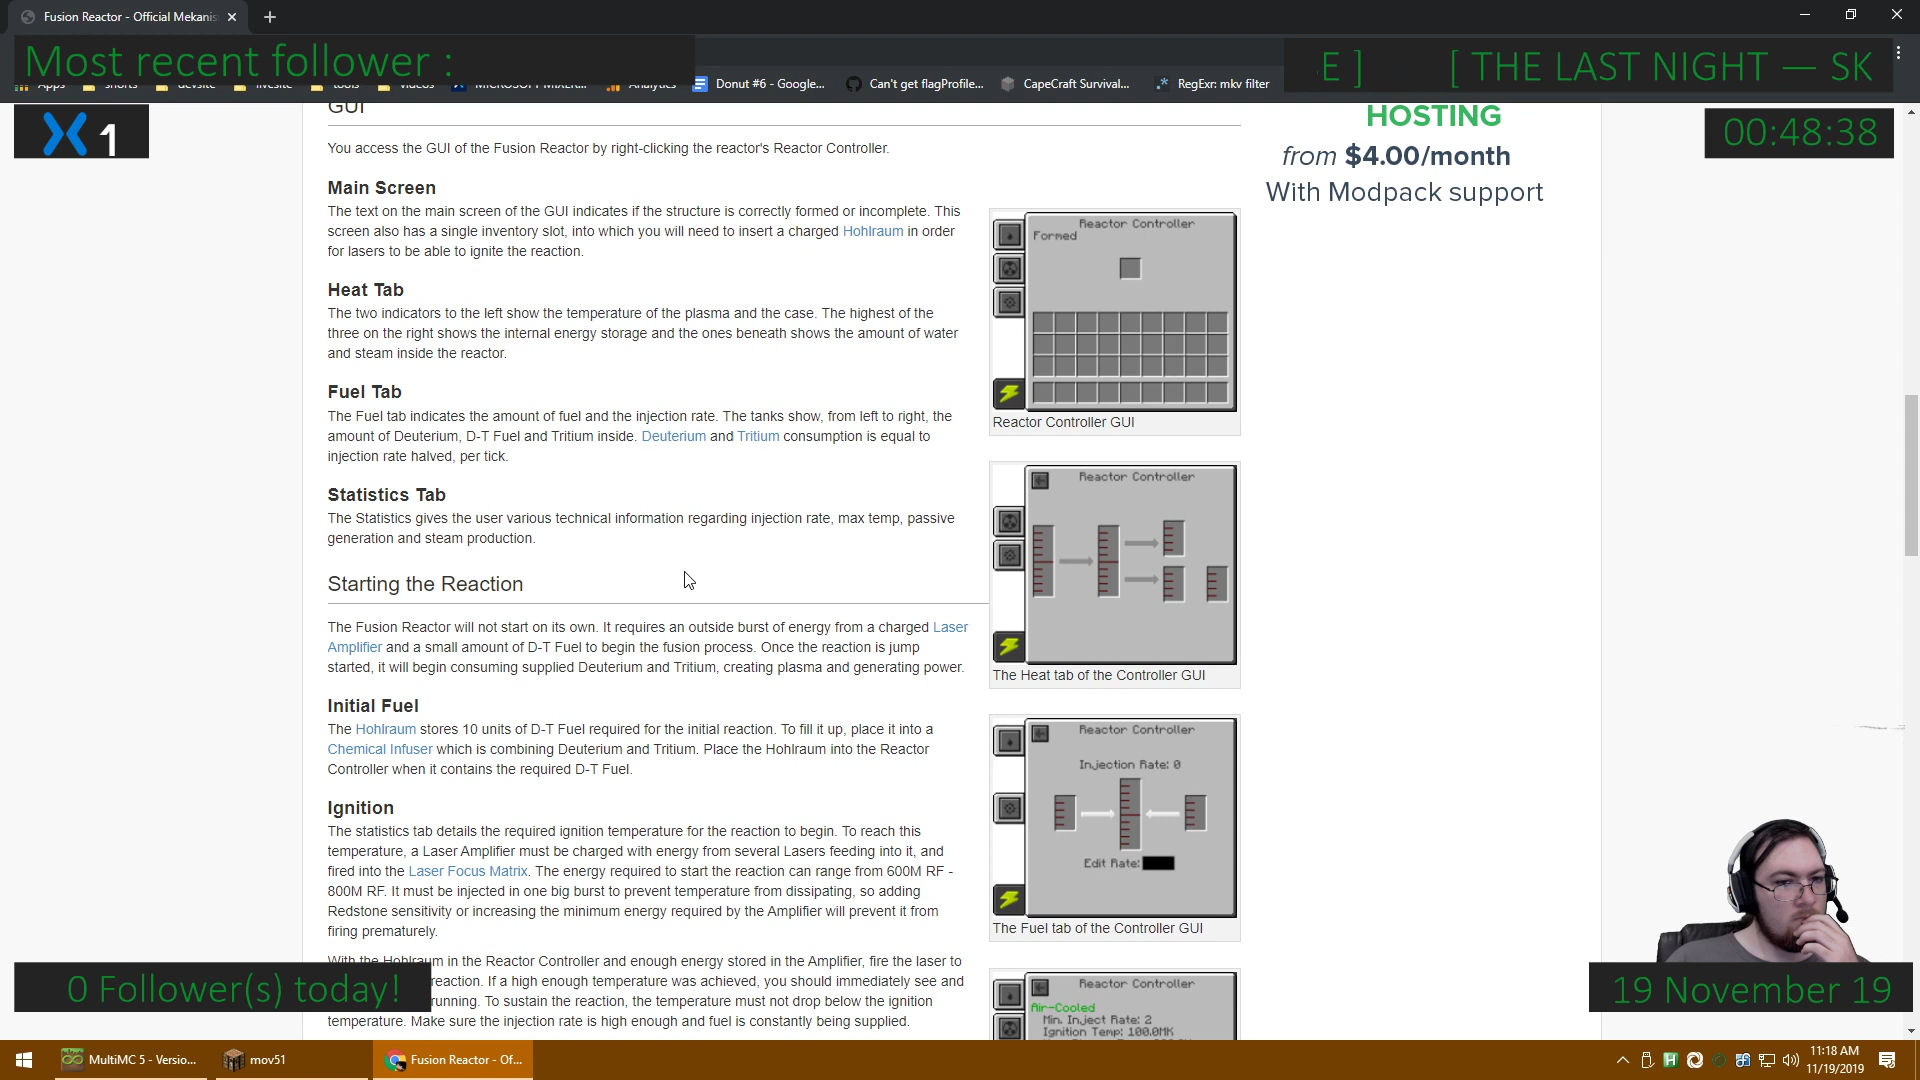 Fusion Reactor - Official Mekanis
Most recent follower :
E ] [ THE LAST NIGHT — SK
Apps
Donut #6 - Google...
Can't get flagProfile...
CapeCraft Survival...
RegExr: mkv filter
1
00:48:38
HOSTING
from $4.00/month
With Modpack support
GUI
You access the GUI of the Fusion Reactor by right-clicking the reactor's Reactor Controller.
Main Screen
The text on the main screen of the GUI indicates if the structure is correctly formed or incomplete. This
screen also has a single inventory slot, into which you will need to insert a charged Hohlraum in order
for lasers to be able to ignite the reaction.
Heat Tab
The two indicators to the left show the temperature of the plasma and the case. The highest of the
three on the right shows the internal energy storage and the ones beneath shows the amount of water
and steam inside the reactor.
Fuel Tab
The Fuel tab indicates the amount of fuel and the injection rate. The tanks show, from left to right, the
amount of Deuterium, D-T Fuel and Tritium inside. Deuterium and Tritium consumption is equal to
injection rate halved, per tick.
Statistics Tab
The Statistics gives the user various technical information regarding injection rate, max temp, passive
generation and steam production.
Starting the Reaction
The Fusion Reactor will not start on its own. It requires an outside burst of energy from a charged Laser
Amplifier and a small amount of D-T Fuel to begin the fusion process. Once the reaction is jump
started, it will begin consuming supplied Deuterium and Tritium, creating plasma and generating power.
Initial Fuel
The Hohlraum stores 10 units of D-T Fuel required for the initial reaction. To fill it up, place it into a
Chemical Infuser which is combining Deuterium and Tritium. Place the Hohlraum into the Reactor
Controller when it contains the required D-T Fuel.
Ignition
The statistics tab details the required ignition temperature for the reaction to begin. To reach this
temperature, a Laser Amplifier must be charged with energy from several Lasers feeding into it, and
fired into the Laser Focus Matrix. The energy required to start the reaction can range from 600M RF -
800M RF. It must be injected in one big burst to prevent temperature from dissipating, so adding
Redstone sensitivity or increasing the minimum energy required by the Amplifier will prevent it from
firing prematurely.
With the Hohlraum in the Reactor Controller and enough energy stored in the Amplifier, fire the laser to
reaction. If a high enough temperature was achieved, you should immediately see and
running. To sustain the reaction, the temperature must not drop below the ignition
temperature. Make sure the injection rate is high enough and fuel is constantly being supplied.
Reactor Controller
Formed
Reactor Controller GUI
Reactor Controller
The Heat tab of the Controller GUI
Reactor Controller
Injection Rate: 0
Edit Rate:
The Fuel tab of the Controller GUI
Reactor Controller
Air-Cooled
Min. Inject Rate: 2
Ignition Temp: 100.0MK
0 Follower(s) today!
19 November 19
MultiMC 5 - Versio...
mov51
Fusion Reactor - Of...
11:18 AM
11/19/2019